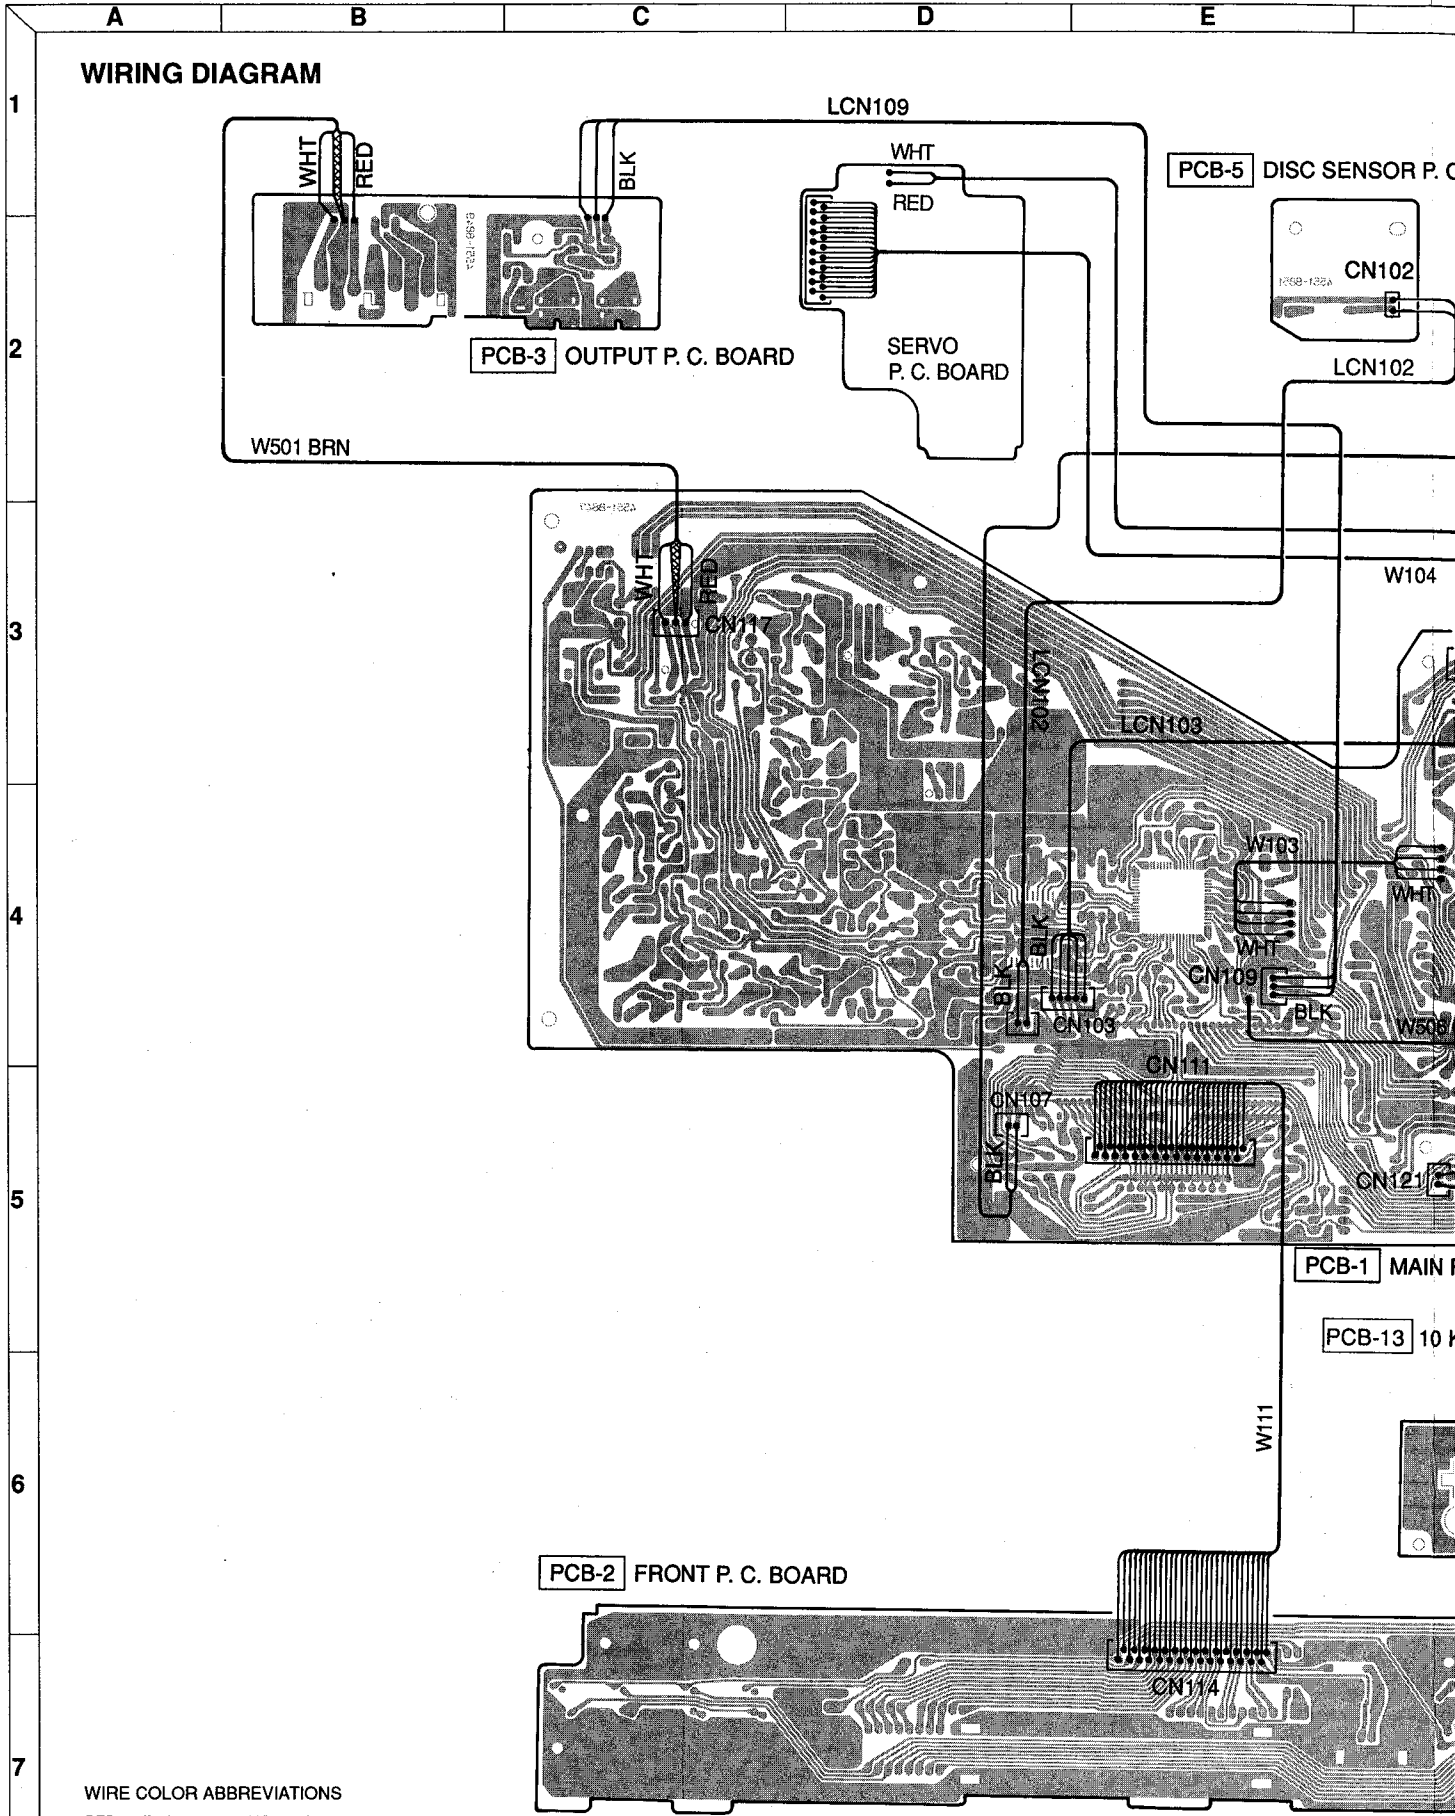 A B C D E
WIRING DIAGRAM
1
LCN109
WHT
RED
BLK
WHT
RED
PCB-5 DISC SENSOR P.
CN102
2
PCB-3 OUTPUT P. C. BOARD
SERVO
P. C. BOARD
LCN102
W501 BRN
W104
WHT
RED
3
CN117
LCN102
LCN103
W103
WHT
4
BLK
WHT
BLK
CN109
BLK
CN103
W506
CN111
CN107
BLK
5
CN121
PCB-1 MAIN
PCB-13 10
W111
6
PCB-2 FRONT P. C. BOARD
CN114
7
WIRE COLOR ABBREVIATIONS